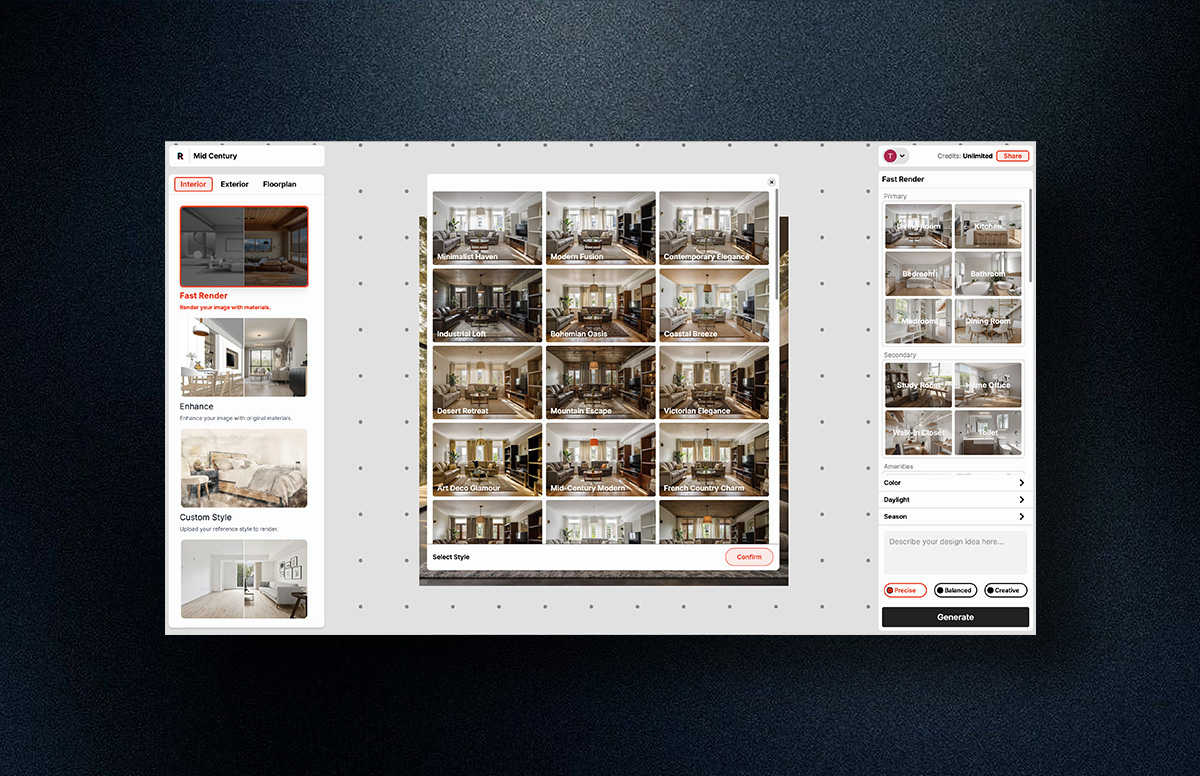 R Mid Century
Interior Exterior Floorplan
Fast Render
Render your image with materials.
Enhance
Enhance your image with original materials.
Custom Style
Upload your reference style to render.
Minimalist Haven
Modern Fusion
Contemporary Elegance
Industrial Loft
Bohemian Oasis
Coastal Breeze
Desert Retreat
Mountain Escape
Victorian Elegance
Art Deco Glamour
Mid-Century Modern
French Country Charm
Select Style
Confirm
T
Credits: Unlimited
Share
Fast Render
Primary
Living Room
Kitchen
Bedroom
Bathroom
Mudroom
Dining Room
Secondary
Study Room
Home Office
Walk-in Closet
Toilet
Amenities
Color
Daylight
Season
Describe your design idea here...
Precise
Balanced
Creative
Generate